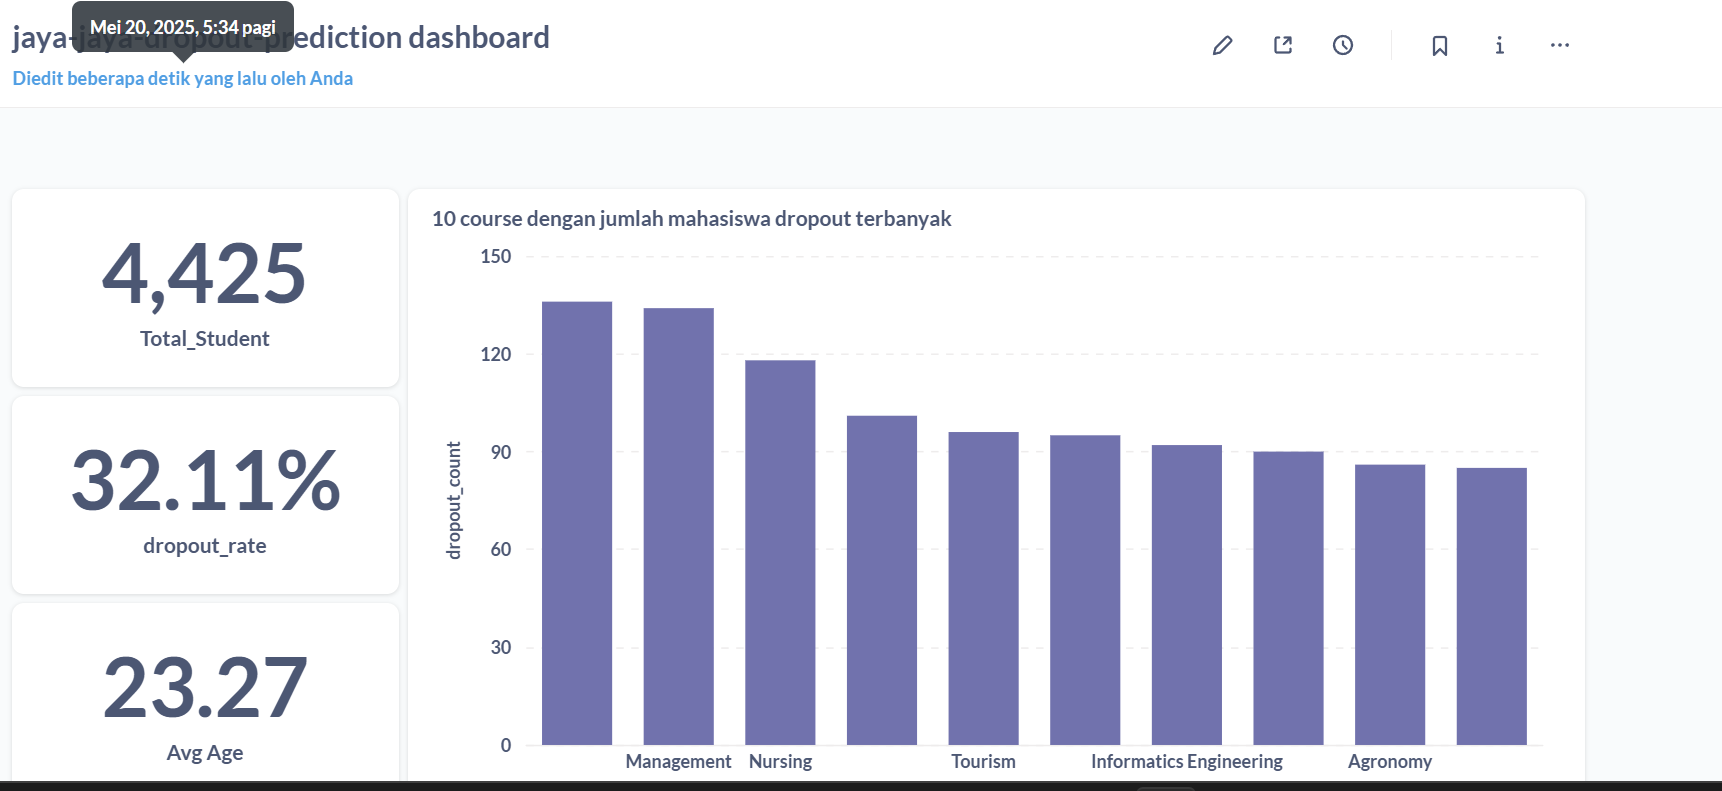 Mei 20, 2025, 5:34 pagi
jaya-jaya-dropout-prediction dashboard
Diedit beberapa detik yang lalu oleh Anda
4,425
Total_Student
32.11%
dropout_rate
23.27
Avg Age
10 course dengan jumlah mahasiswa dropout terbanyak
150
120
90
60
30
0
dropout_count
Management Nursing Tourism Informatics Engineering Agronomy